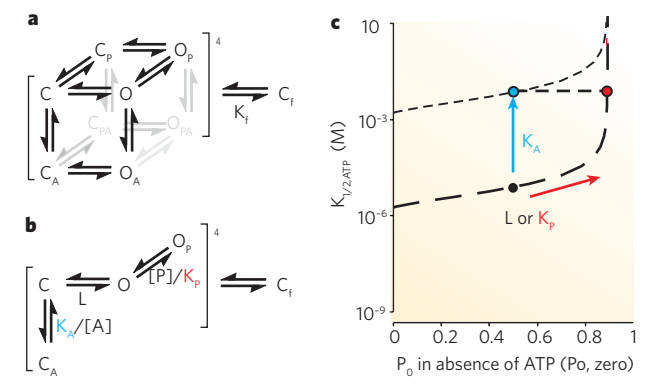 a
C_P O_P
4
C O
K_f C_f
C_PA O_PA
C_A O_A
b
O_P
4
C O [P]/K_P C_f
L
K_A/[A]
C_A
c
10
10⁻³
10⁻⁶
10⁻⁹
K_1/2,ATP (M)
K_A
L or K_P
0 0.2 0.4 0.6 0.8 1
P_0 in absence of ATP (Po, zero)